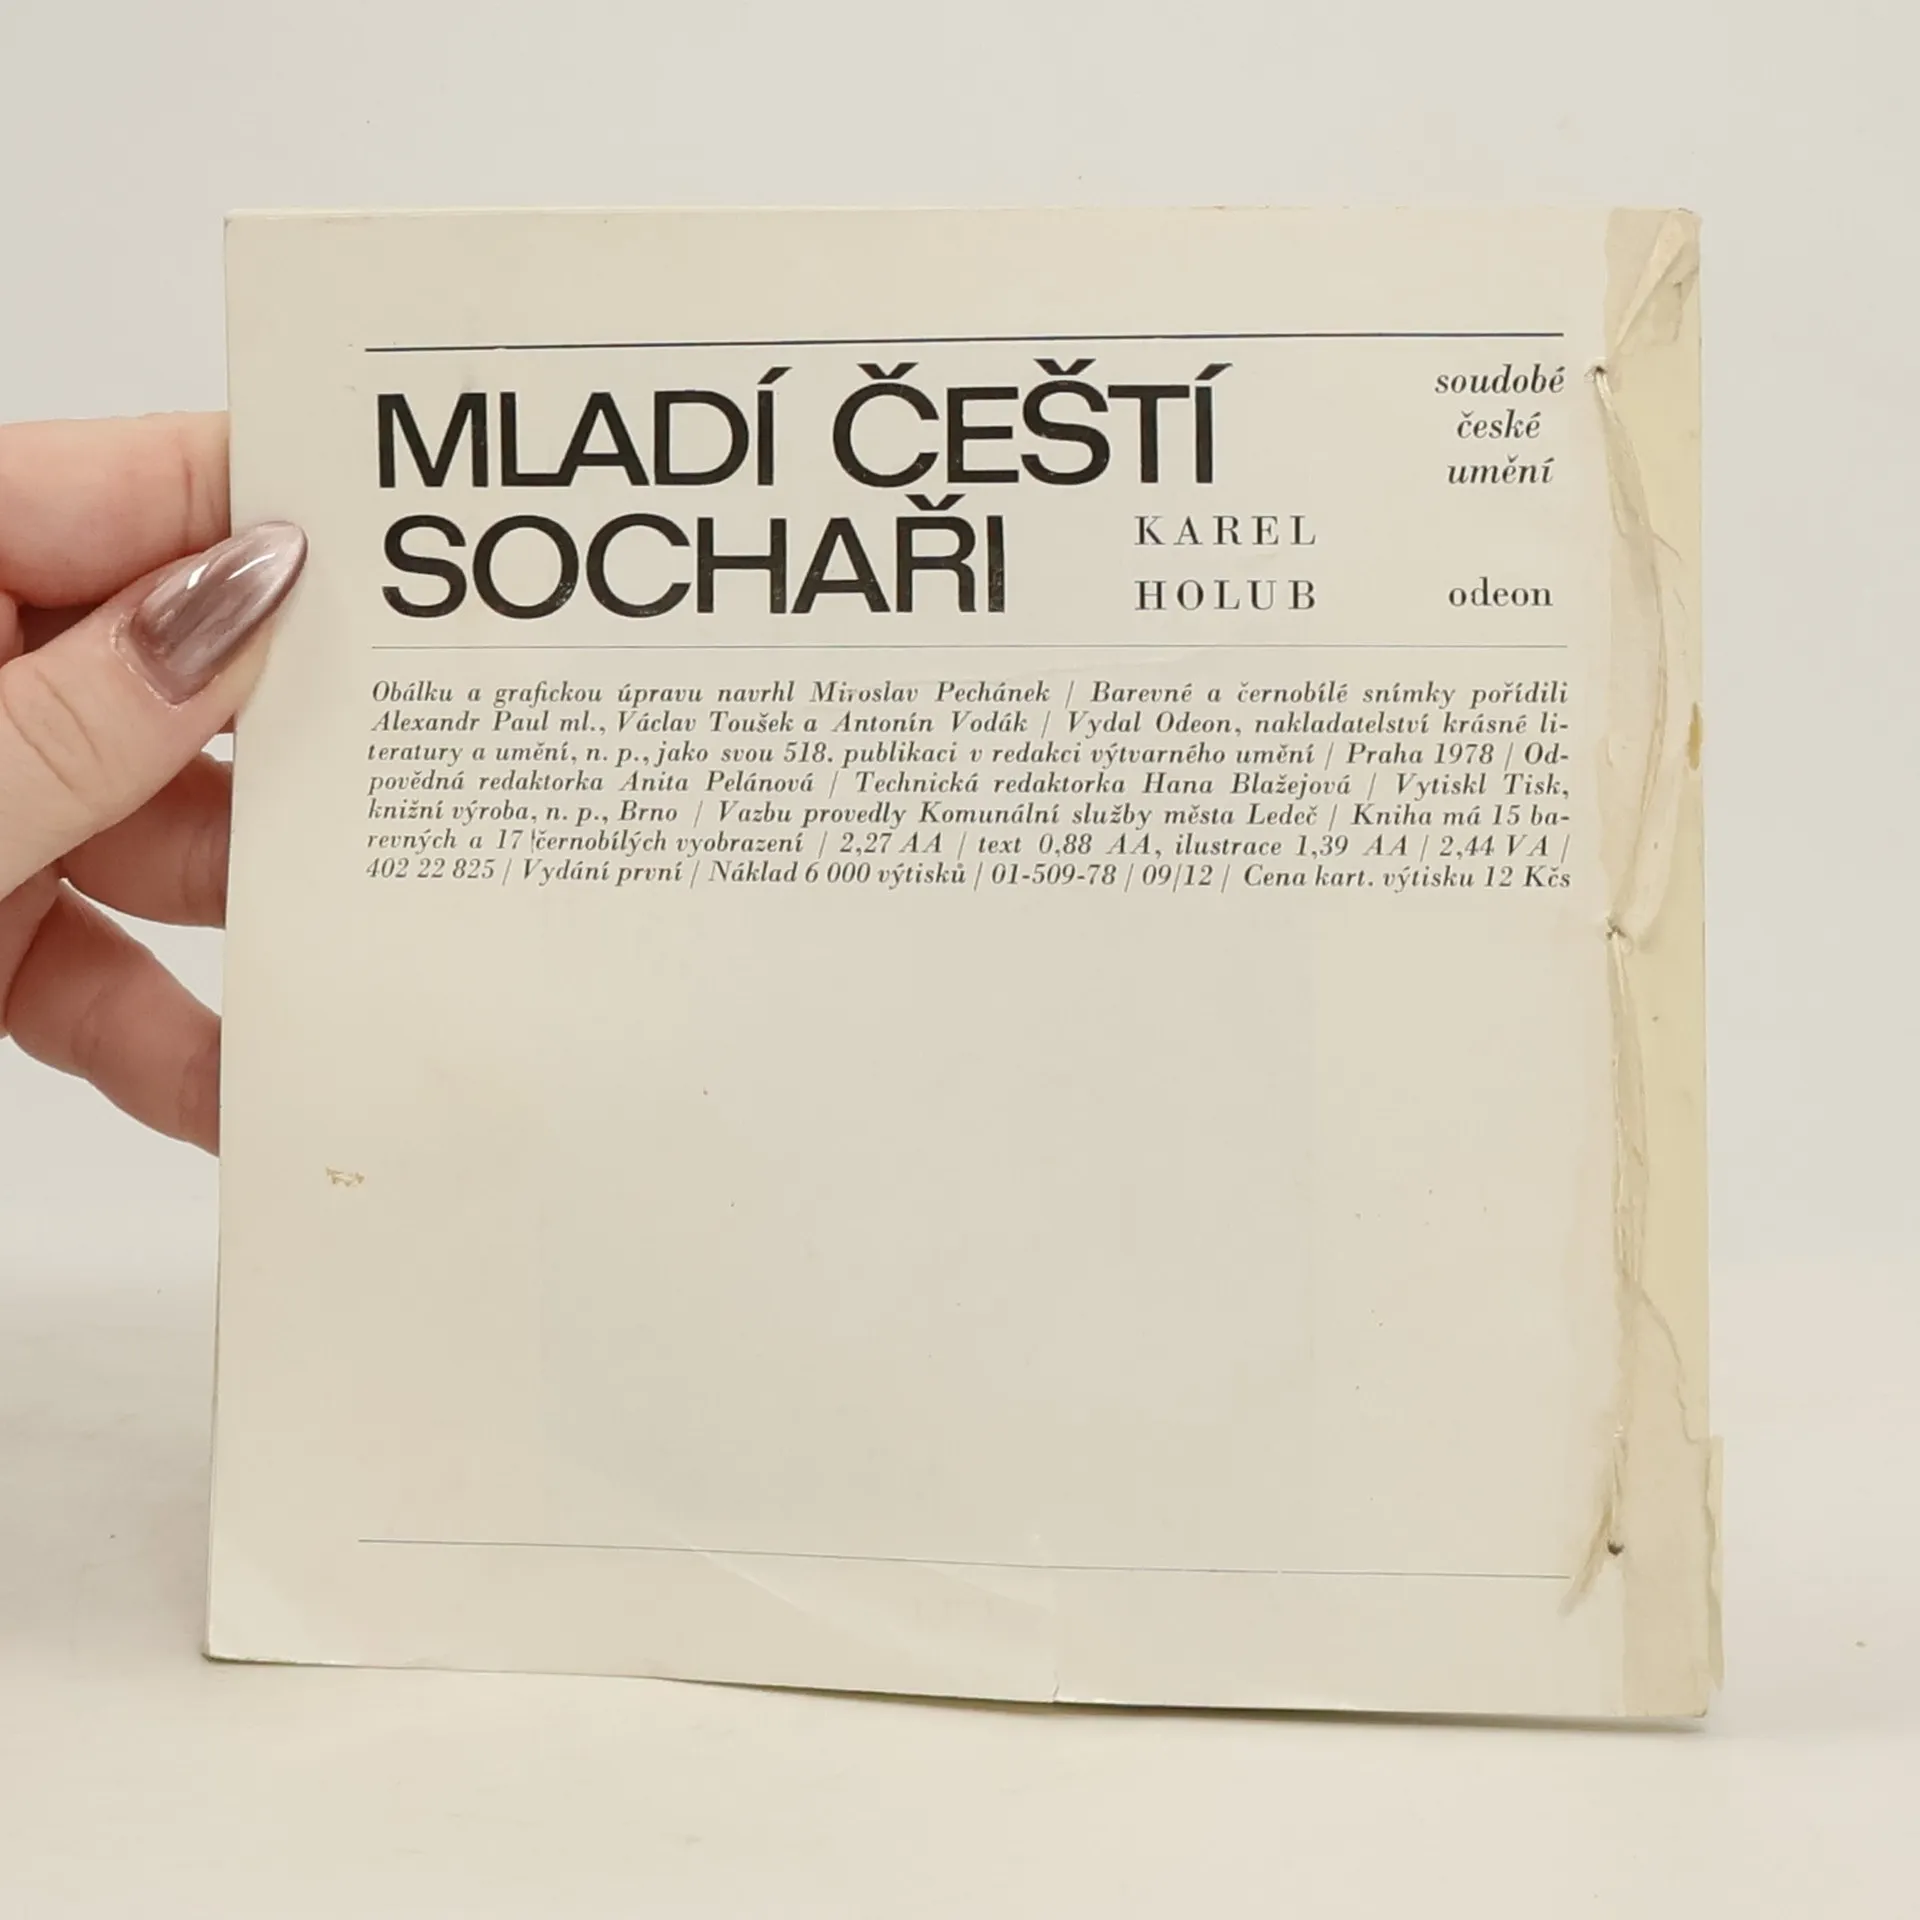 MLADÍ ČEŠTÍ
SOCHAŘI
KAREL
HOLUB
soudobé
české
umění
odeon
Obálku a grafickou úpravu navrhl Miroslav Pechánek / Barevné a černobílé snímky pořídili
Alexandr Paul ml., Václav Toušek a Antonín Vodák / Vydal Odeon, nakladatelství krásné li-
teratury a umění, n. p., jako svou 518. publikaci v redakci výtvarného umění / Praha 1978 / Od-
povědná redaktorka Anita Pelánová / Technická redaktorka Hana Blažejová / Vytiskl Tisk,
knižní výroba, n. p., Brno / Vazbu provedly Komunální služby města Ledeč / Kniha má 15 ba-
revných a 17 černobílých vyobrazení / 2,27 AA / text 0,88 AA, ilustrace 1,39 AA / 2,44 VA /
402 22 825 / Vydání první / Náklad 6 000 výtisků / 01-509-78 / 09/12 / Cena kart. výtisku 12 Kčs